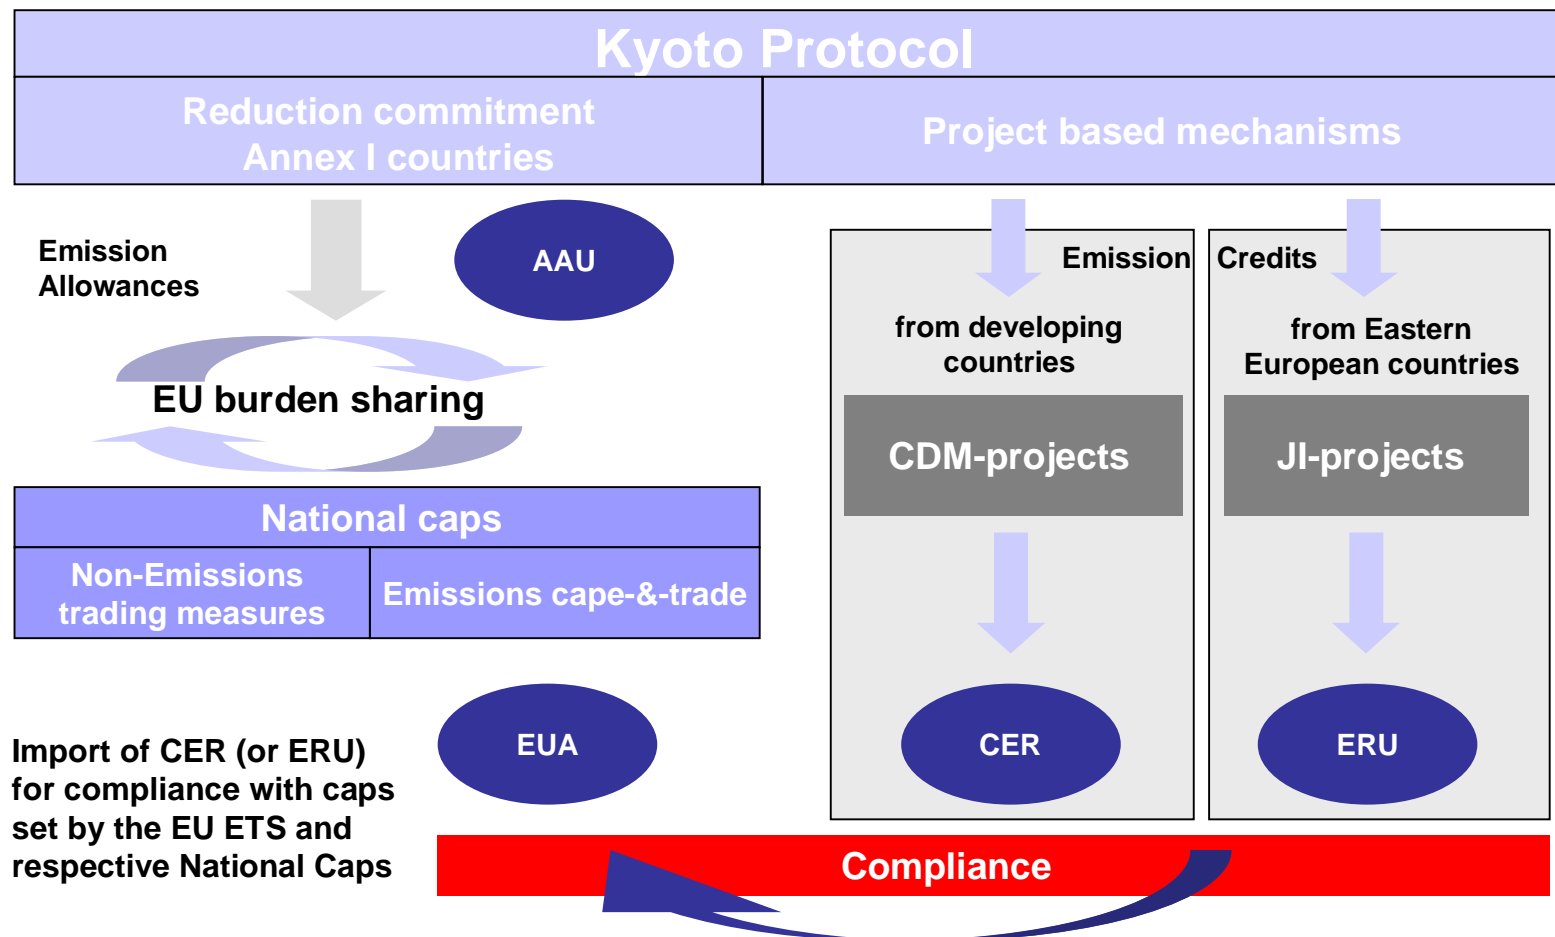 Kyoto Protocol
Reduction commitment
Annex I countries
Project based mechanisms
Emission
Allowances
AAU
Emission
Credits
from developing
countries
from Eastern
European countries
EU burden sharing
CDM-projects
JI-projects
National caps
Non-Emissions
trading measures
Emissions cape-&-trade
EUA
CER
ERU
Import of CER (or ERU)
for compliance with caps
set by the EU ETS and
respective National Caps
Compliance